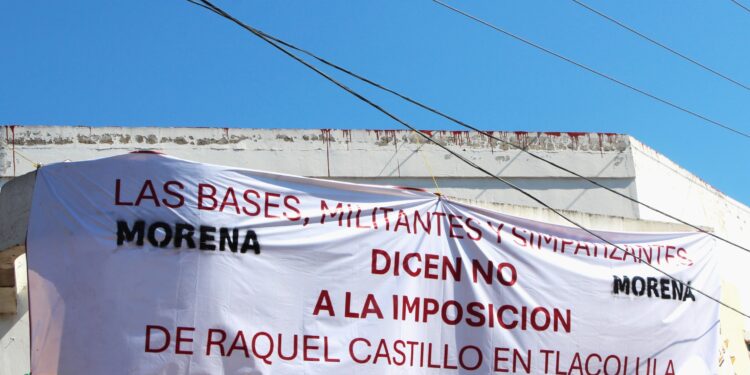 LAS BASES, MILITANTES Y SIMPATIZANTES
MORENA
DICEN NO
MORENA
A LA IMPOSICION
DE RAQUEL CASTILLO EN TLACOLULA